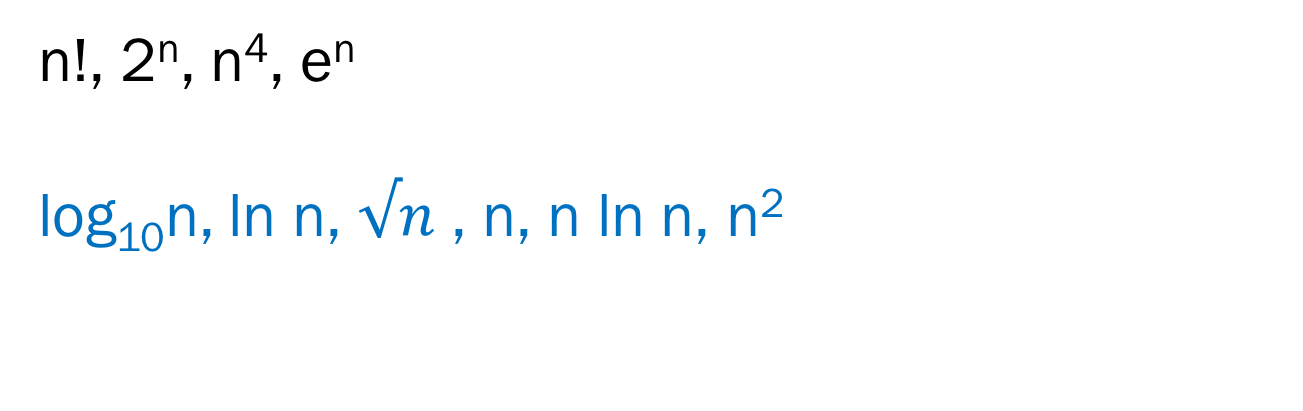 n!, 2ⁿ, n⁴, eⁿ
log₁₀n, ln n, √n , n, n ln n, n²